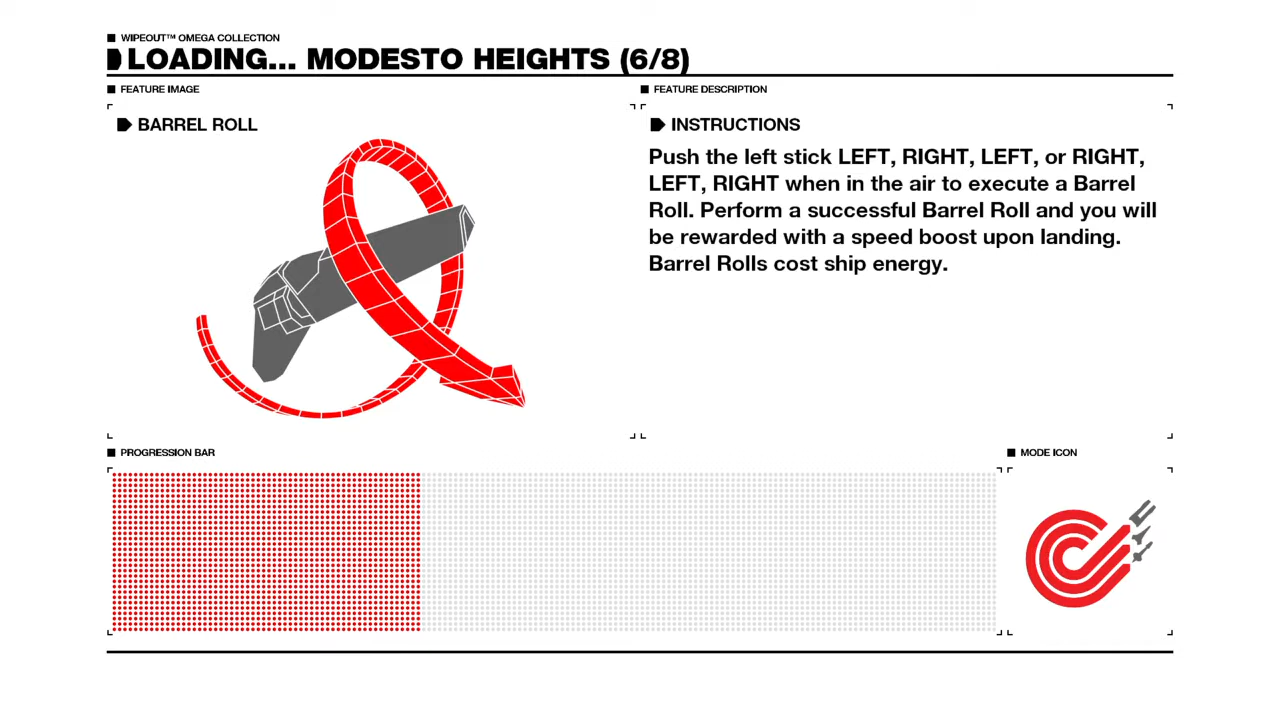 WIPEOUT™ OMEGA COLLECTION
LOADING... MODESTO HEIGHTS (6/8)
FEATURE IMAGE
BARREL ROLL
FEATURE DESCRIPTION
INSTRUCTIONS
Push the left stick LEFT, RIGHT, LEFT, or RIGHT,
LEFT, RIGHT when in the air to execute a Barrel
Roll. Perform a successful Barrel Roll and you will
be rewarded with a speed boost upon landing.
Barrel Rolls cost ship energy.
PROGRESSION BAR
MODE ICON